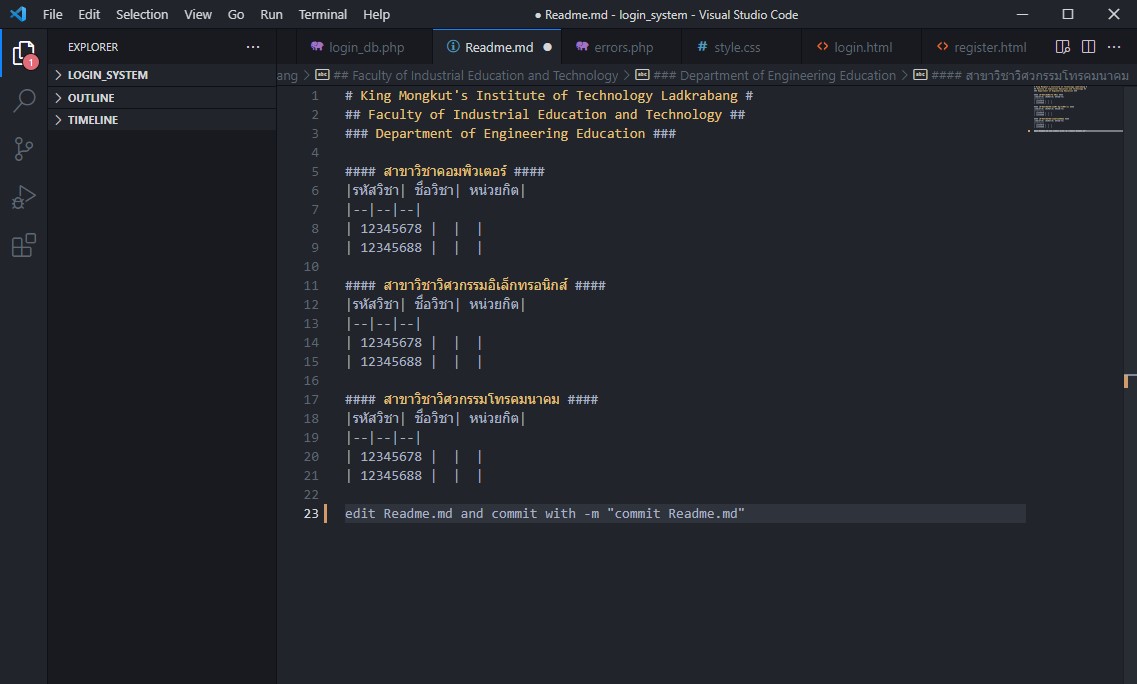 File Edit Selection View Go Run Terminal Help ● Readme.md - login_system - Visual Studio Code
EXPLORER ...
login_db.php Readme.md ● errors.php style.css login.html register.html ...
1
LOGIN_SYSTEM
OUTLINE
TIMELINE
ang > ## Faculty of Industrial Education and Technology > ### Department of Engineering Education > #### สาขาวิชาวิศวกรรมโทรคมนาคม
1 # King Mongkut's Institute of Technology Ladkrabang #
2 ## Faculty of Industrial Education and Technology ##
3 ### Department of Engineering Education ###
4
5 #### สาขาวิชาคอมพิวเตอร์ ####
6 |รหัสวิชา| ชื่อวิชา| หน่วยกิต|
7 |--|--|--|
8 | 12345678 | | |
9 | 12345688 | | |
10
11 #### สาขาวิชาวิศวกรรมอิเล็กทรอนิกส์ ####
12 |รหัสวิชา| ชื่อวิชา| หน่วยกิต|
13 |--|--|--|
14 | 12345678 | | |
15 | 12345688 | | |
16
17 #### สาขาวิชาวิศวกรรมโทรคมนาคม ####
18 |รหัสวิชา| ชื่อวิชา| หน่วยกิต|
19 |--|--|--|
20 | 12345678 | | |
21 | 12345688 | | |
22
23 edit Readme.md and commit with -m "commit Readme.md"